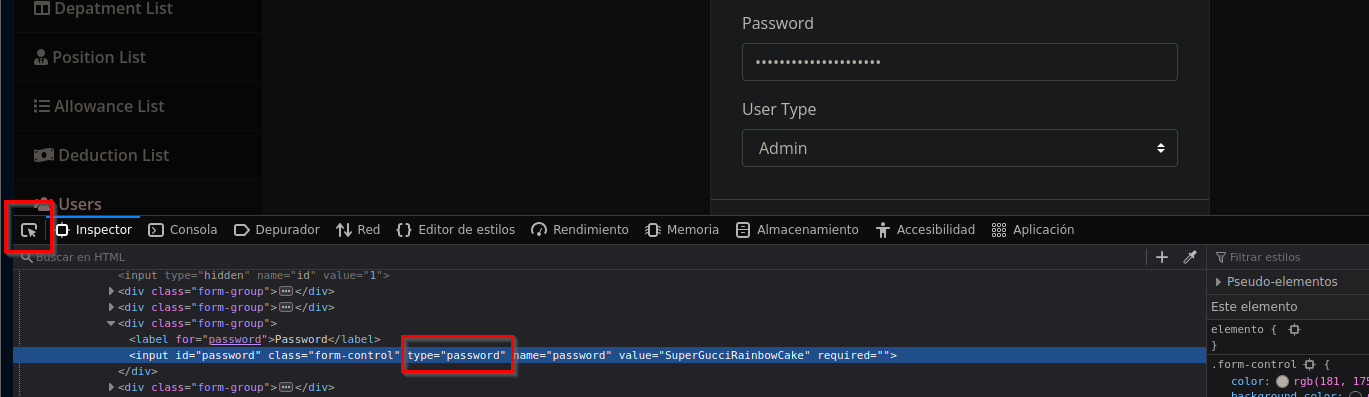 Depatment List
Position List
Allowance List
Deduction List
Users
Password
•••••••••••••••••••••
User Type
Admin
Inspector Consola Depurador Red {} Editor de estilos Rendimiento Memoria Almacenamiento Accesibilidad Aplicación
Buscar en HTML
<input type="hidden" name="id" value="1">
<div class="form-group"> ••• </div>
<div class="form-group"> ••• </div>
<div class="form-group">
<label for="password">Password</label>
<input id="password" class="form-control" type="password" name="password" value="SuperGucciRainbowCake" required="">
</div>
<div class="form-group"> ••• </div>
Filtrar estilos
Pseudo-elementos
Este elemento
elemento {
}
.form-control {
color: rgb(181, 175
background-color: